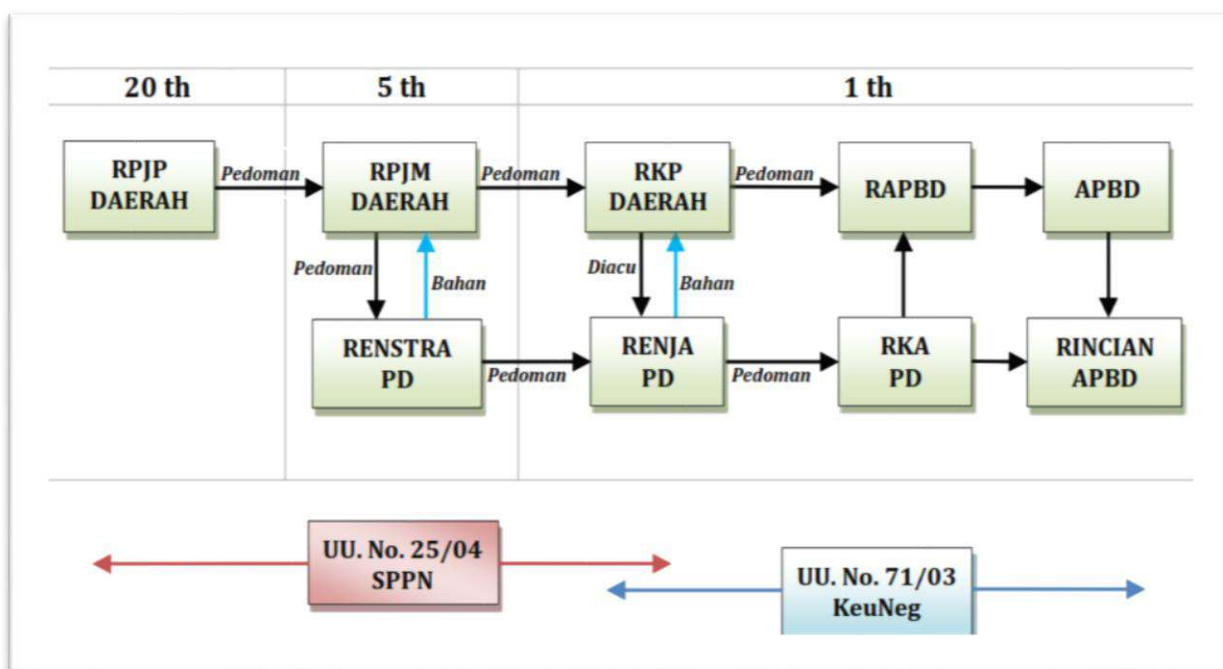 20 th
5 th
1 th
RPJP
DAERAH
Pedoman
RPJM
DAERAH
Pedoman
RKP
DAERAH
Pedoman
RAPBD
APBD
Pedoman
Bahan
Diacu
Bahan
RENSTRA
PD
Pedoman
RENJA
PD
Pedoman
RKA
PD
RINCIAN
APBD
UU. No. 25/04
SPPN
UU. No. 71/03
KeuNeg